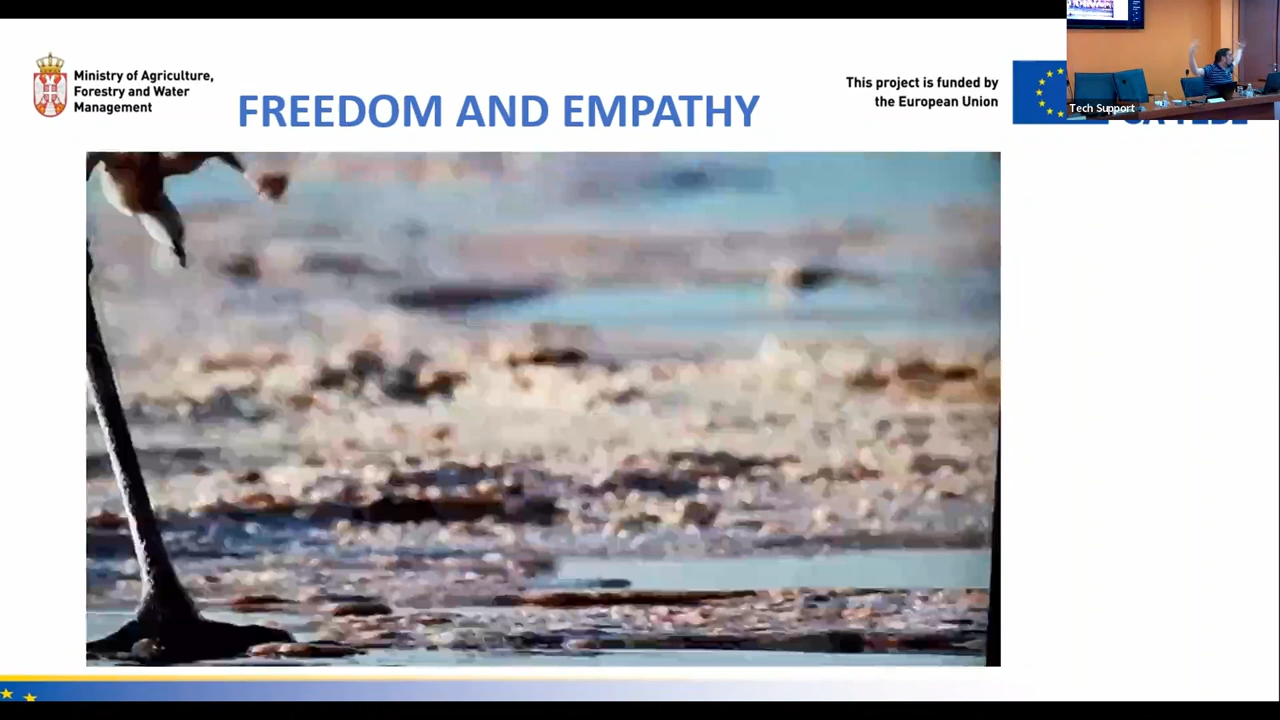 Ministry of Agriculture,
Forestry and Water
Management
FREEDOM AND EMPATHY
This project is funded by
the European Union
Tech Support